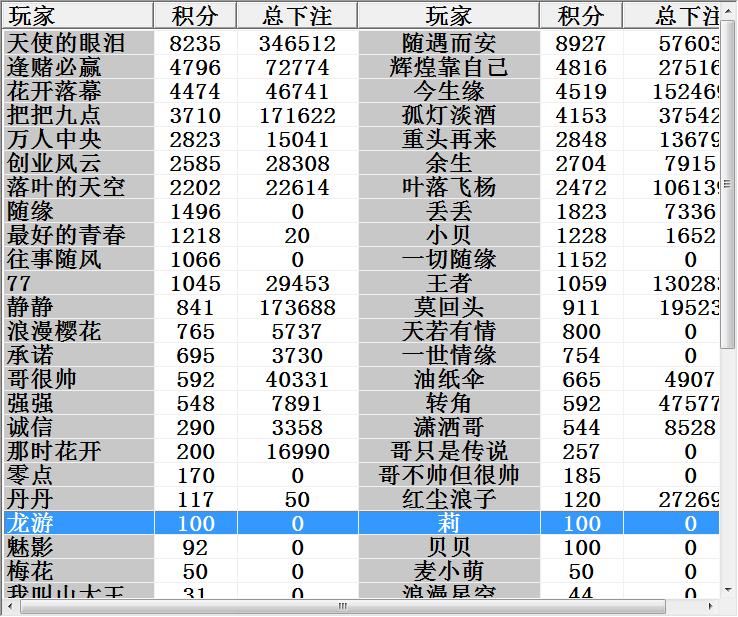 玩家 积分 总下注 玩家 积分 总下注
天使的眼泪 8235 346512 随遇而安 8927 57603
逢赌必赢 4796 72774 辉煌靠自己 4816 27516
花开落幕 4474 46741 今生缘 4519 152469
把把九点 3710 171622 孤灯淡酒 4153 37542
万人中央 2823 15041 重头再来 2848 13679
创业风云 2585 28308 余生 2704 7915
落叶的天空 2202 22614 叶落飞杨 2472 106139
随缘 1496 0 丢丢 1823 7336
最好的青春 1218 20 小贝 1228 1652
往事随风 1066 0 一切随缘 1152 0
77 1045 29453 王者 1059 130283
静静 841 173688 莫回头 911 19523
浪漫樱花 765 5737 天若有情 800 0
承诺 695 3730 一世情缘 754 0
哥很帅 592 40331 油纸伞 665 4907
强强 548 7891 转角 592 47577
诚信 290 3358 潇洒哥 544 8528
那时花开 200 16990 哥只是传说 257 0
零点 170 0 哥不帅但很帅 185 0
丹丹 117 50 红尘浪子 120 27269
龙游 100 0 莉 100 0
魅影 92 0 贝贝 100 0
梅花 50 0 麦小萌 50 0
我叫山大王 31 0 浪漫星空 44 0